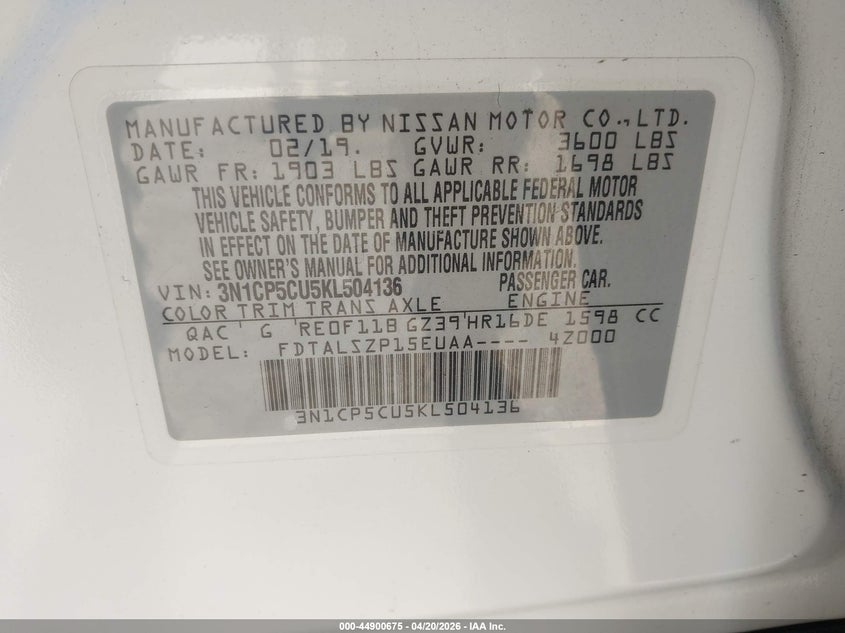 MANUFACTURED BY NISSAN MOTOR CO., LTD.
DATE: 02/19. GVWR: 3600 LBS
GAWR FR: 1903 LBS GAWR RR: 1698 LBS
THIS VEHICLE CONFORMS TO ALL APPLICABLE FEDERAL MOTOR
VEHICLE SAFETY, BUMPER AND THEFT PREVENTION STANDARDS
IN EFFECT ON THE DATE OF MANUFACTURE SHOWN ABOVE.
SEE OWNER'S MANUAL FOR ADDITIONAL INFORMATION.
VIN: 3N1CP5CU5KL504136 PASSENGER CAR.
COLOR TRIM TRANS AXLE ENGINE
QAC G RE0F11B GZ39 HR16DE 1598 CC
MODEL: FDTALSZP15EUAA---- 4Z000
3N1CP5CU5KL504136
000-44900675 | 04/20/2026 - IAA Inc.